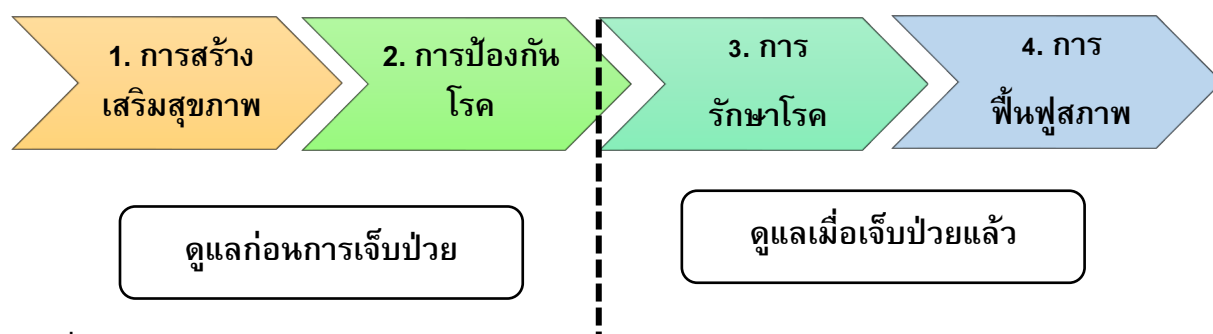 1. การสร้าง
เสริมสุขภาพ
2. การป้องกัน
โรค
3. การ
รักษาโรค
4. การ
ฟื้นฟูสภาพ
ดูแลก่อนการเจ็บป่วย
ดูแลเมื่อเจ็บป่วยแล้ว